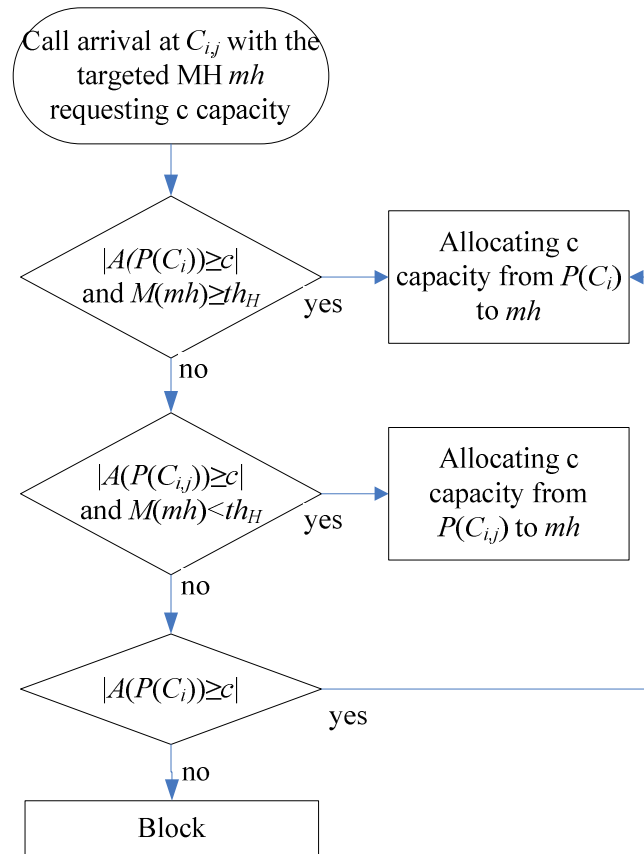 Call arrival at C_{i,j} with the
targeted MH mh
requesting c capacity
|A(P(C_i))≥c|
and M(mh)≥th_H
yes
Allocating c
capacity from P(C_i)
to mh
no
|A(P(C_{i,j}))≥c|
and M(mh)<th_H
yes
Allocating c
capacity from
P(C_{i,j}) to mh
no
|A(P(C_i))≥c|
yes
no
Block